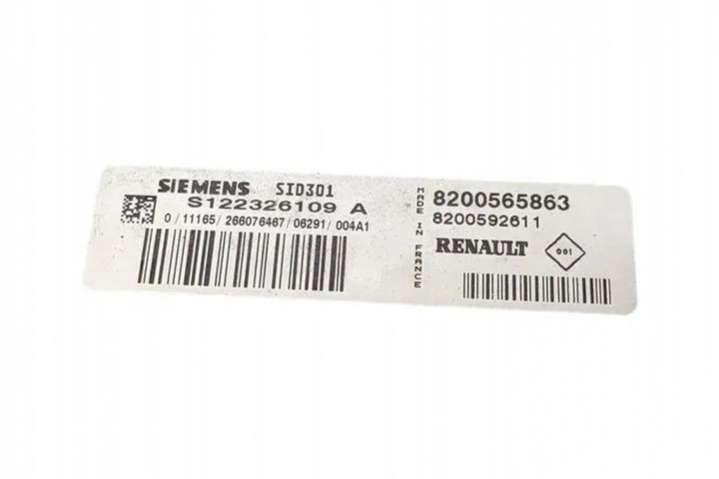 SIEMENS SID301
S122326109 A
0/11165/266076467/06291/004A1
MADE IN FRANCE
8200565863
8200592611
RENAULT 001